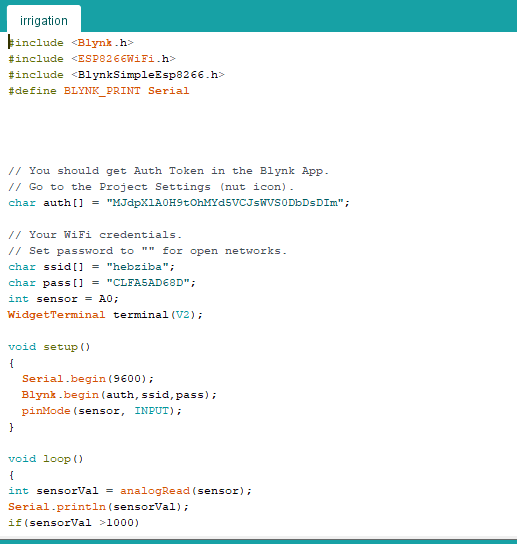 irrigation
#include <Blynk.h>
#include <ESP8266WiFi.h>
#include <BlynkSimpleEsp8266.h>
#define BLYNK_PRINT Serial
// You should get Auth Token in the Blynk App.
// Go to the Project Settings (nut icon).
char auth[] = "MJdpXlA0H9tOhMYd5VCJsWVS0DbDsDIm";
// Your WiFi credentials.
// Set password to "" for open networks.
char ssid[] = "hebziba";
char pass[] = "CLFA5AD68D";
int sensor = A0;
WidgetTerminal terminal(V2);
void setup()
{
Serial.begin(9600);
Blynk.begin(auth,ssid,pass);
pinMode(sensor, INPUT);
}
void loop()
{
int sensorVal = analogRead(sensor);
Serial.println(sensorVal);
if(sensorVal >1000)